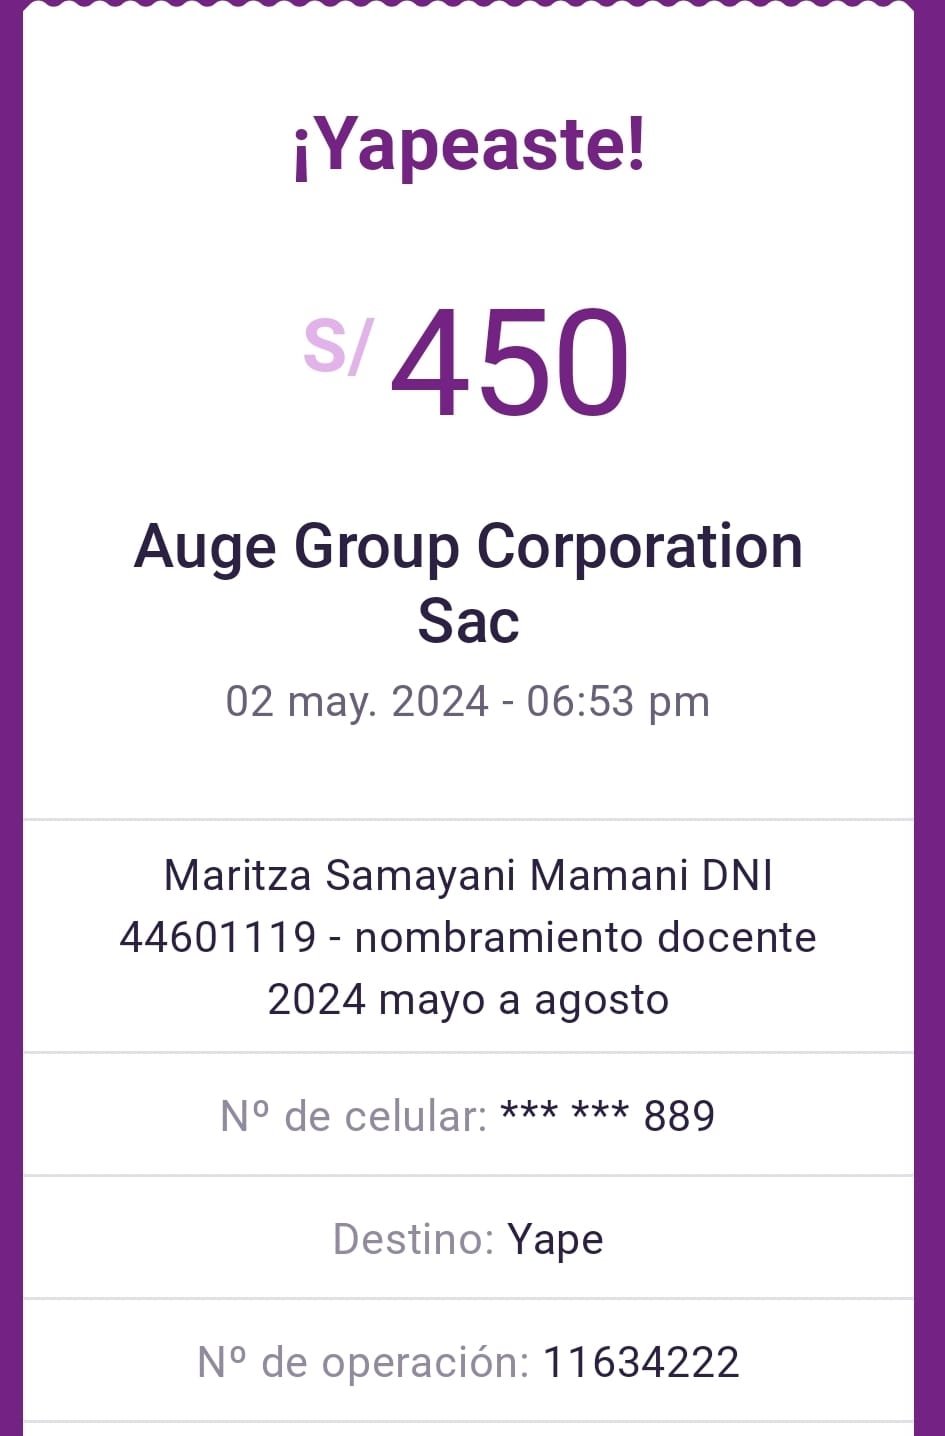 ¡Yapeaste!
S/ 450
Auge Group Corporation
Sac
02 may. 2024 - 06:53 pm
Maritza Samayani Mamani DNI
44601119 - nombramiento docente
2024 mayo a agosto
Nº de celular: *** *** 889
Destino: Yape
Nº de operación: 11634222